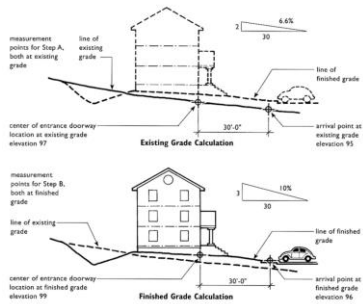 measurement
points for Step A,
both at existing
grade
line of
existing
grade
2
6.6%
30
line of
finished grade
center of entrance doorway
location at existing grade
elevation 97
30'-0"
arrival point at
existing grade
elevation 95
Existing Grade Calculation
measurement
points for Step B,
both at finished
grade
3
10%
30
line of existing
grade
line of finished
grade
center of entrance doorway
location at finished grade
elevation 99
30'-0"
arrival point at
finished grade
elevation 96
Finished Grade Calculation